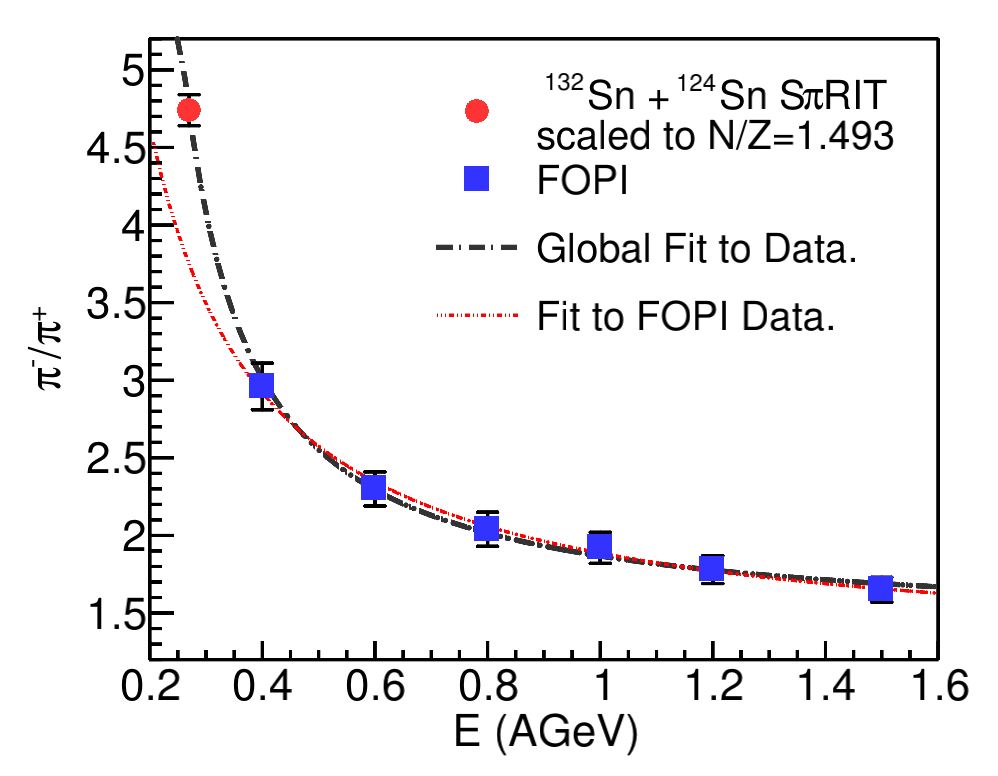 5
4.5
4
3.5
3
2.5
2
1.5
π⁻/π⁺
¹³²Sn + ¹²⁴Sn SπRIT
scaled to N/Z=1.493
FOPI
Global Fit to Data.
Fit to FOPI Data.
0.2 0.4 0.6 0.8 1 1.2 1.4 1.6
E (AGeV)